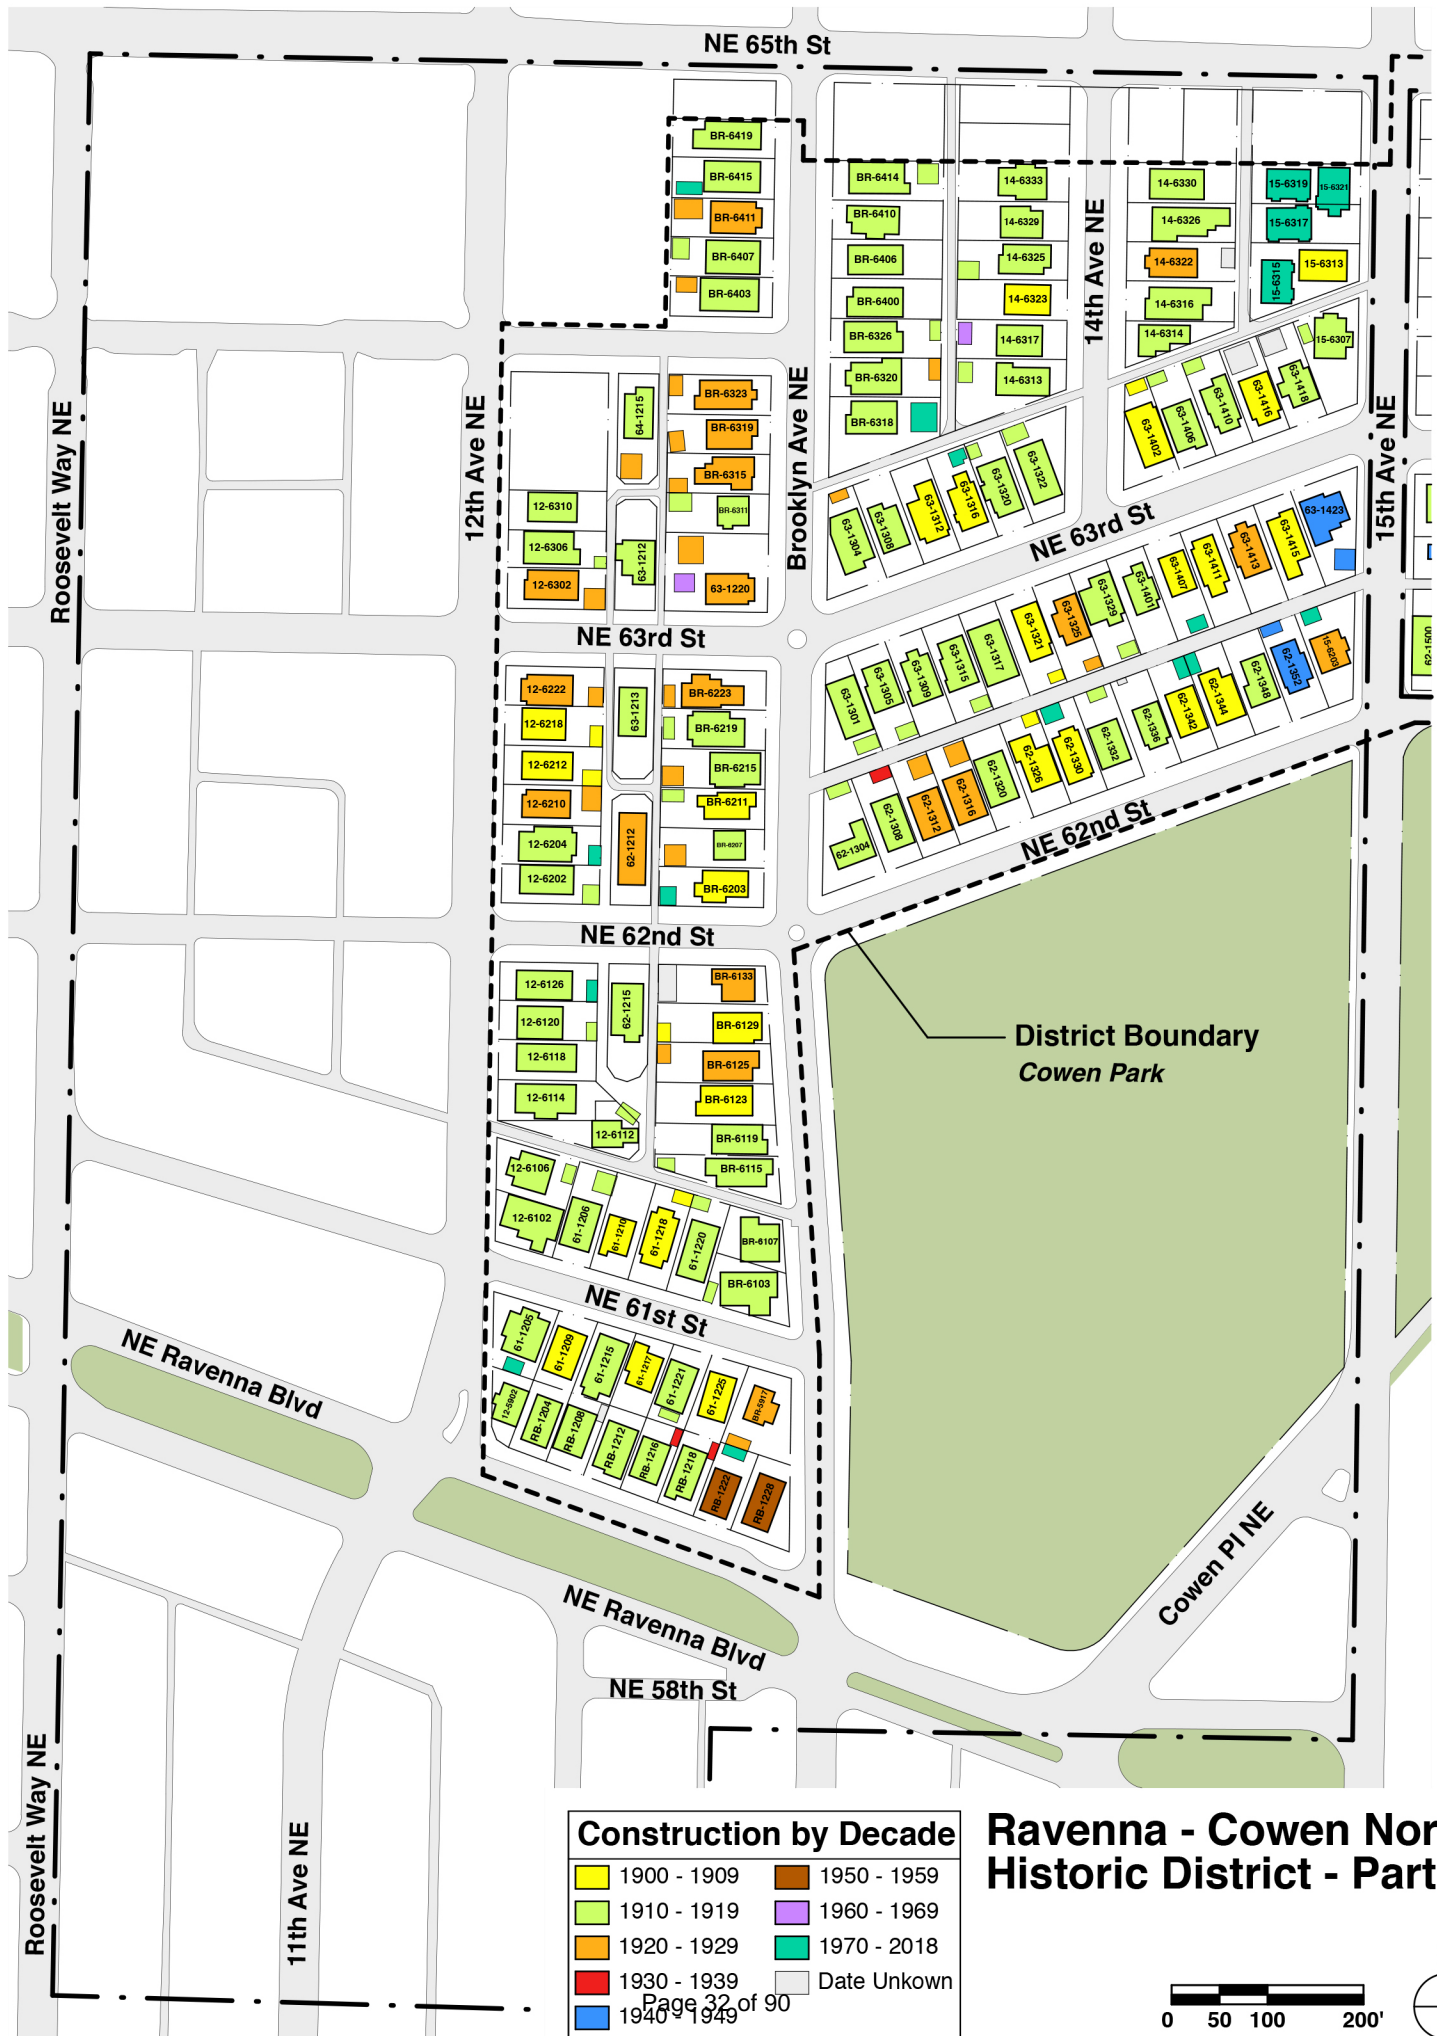 NE 65th St
BR-6419
BR-6415
BR-6411
BR-6407
BR-6403
BR-6414
BR-6410
BR-6406
BR-6400
BR-6326
BR-6320
BR-6318
14-6333
14-6329
14-6325
14-6323
14-6317
14-6313
14th Ave NE
14-6330
14-6326
14-6322
14-6316
14-6314
15-6319
15-6321
15-6317
15-6315
15-6313
15-6307
63-1402
63-1406
63-1410
63-1416
63-1418
Roosevelt Way NE
12th Ave NE
Brooklyn Ave NE
15th Ave NE
64-1215
BR-6323
BR-6319
BR-6315
BR-6311
12-6310
12-6306
12-6302
63-1212
63-1220
63-1304
63-1308
63-1312
63-1316
63-1320
63-1322
NE 63rd St
63-1301
63-1305
63-1309
63-1315
63-1317
63-1321
63-1325
63-1329
63-1401
63-1407
63-1411
63-1413
63-1415
63-1423
NE 63rd St
12-6222
12-6218
12-6212
12-6210
12-6204
12-6202
63-1213
62-1212
BR-6223
BR-6219
BR-6215
BR-6211
BR-6207
BR-6203
62-1304
62-1308
62-1312
62-1316
62-1320
62-1326
62-1330
62-1332
62-1336
62-1342
62-1344
62-1348
62-1352
15-6203
62-1500
NE 62nd St
NE 62nd St
12-6126
12-6120
12-6118
12-6114
12-6112
62-1215
BR-6133
BR-6129
BR-6125
BR-6123
BR-6119
BR-6115
District Boundary
Cowen Park
12-6106
12-6102
61-1206
61-1210
61-1218
61-1220
BR-6107
BR-6103
NE 61st St
61-1205
61-1209
61-1215
61-1217
61-1221
61-1225
BR-5917
12-5902
RB-1204
RB-1208
RB-1212
RB-1216
RB-1218
RB-1222
RB-1228
NE Ravenna Blvd
NE Ravenna Blvd
Cowen Pl NE
NE 58th St
Roosevelt Way NE
11th Ave NE
Construction by Decade
1900 - 1909
1910 - 1919
1920 - 1929
1930 - 1939
1940 - 1949
1950 - 1959
1960 - 1969
1970 - 2018
Date Unkown
Page 32 of 90
Ravenna - Cowen Nor
Historic District - Part
0 50 100 200'